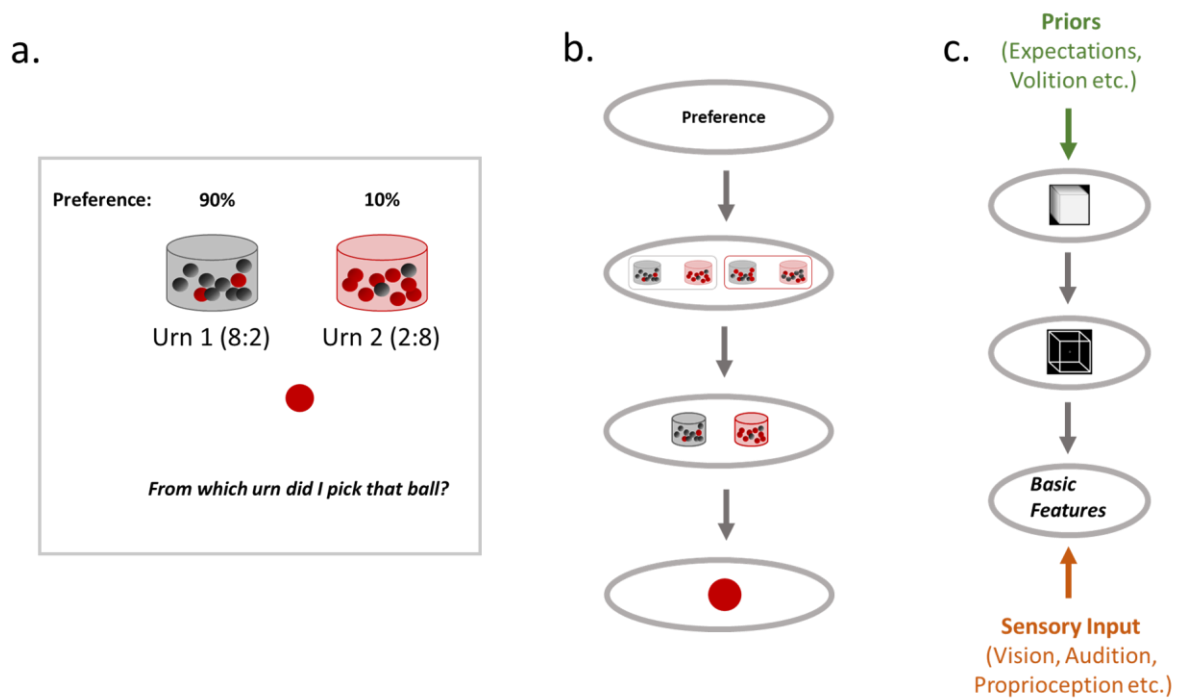 a.
Preference: 90% 10%
Urn 1 (8:2) Urn 2 (2:8)
From which urn did I pick that ball?
b.
Preference
c.
Priors
(Expectations,
Volition etc.)
Basic
Features
Sensory Input
(Vision, Audition,
Proprioception etc.)